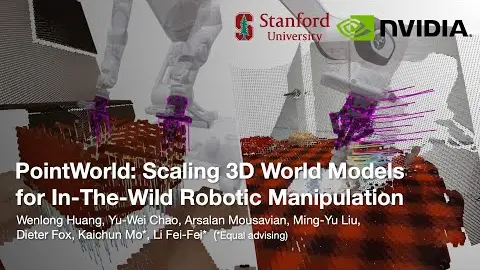 Stanford
University
NVIDIA.
PointWorld: Scaling 3D World Models
for In-The-Wild Robotic Manipulation
Wenlong Huang, Yu-Wei Chao, Arsalan Mousavian, Ming-Yu Liu,
Dieter Fox, Kaichun Mo*, Li Fei-Fei* (*Equal advising)